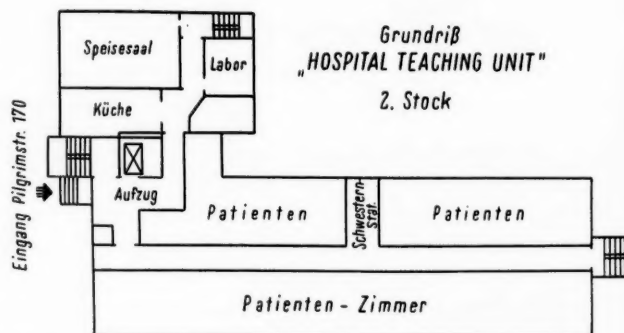 Grundriß
„HOSPITAL TEACHING UNIT"
2. Stock
Speisesaal
Labor
Küche
Aufzug
Eingang Pilgrimstr. 170
Patienten
Schwestern-
Stat.
Patienten
Patienten - Zimmer